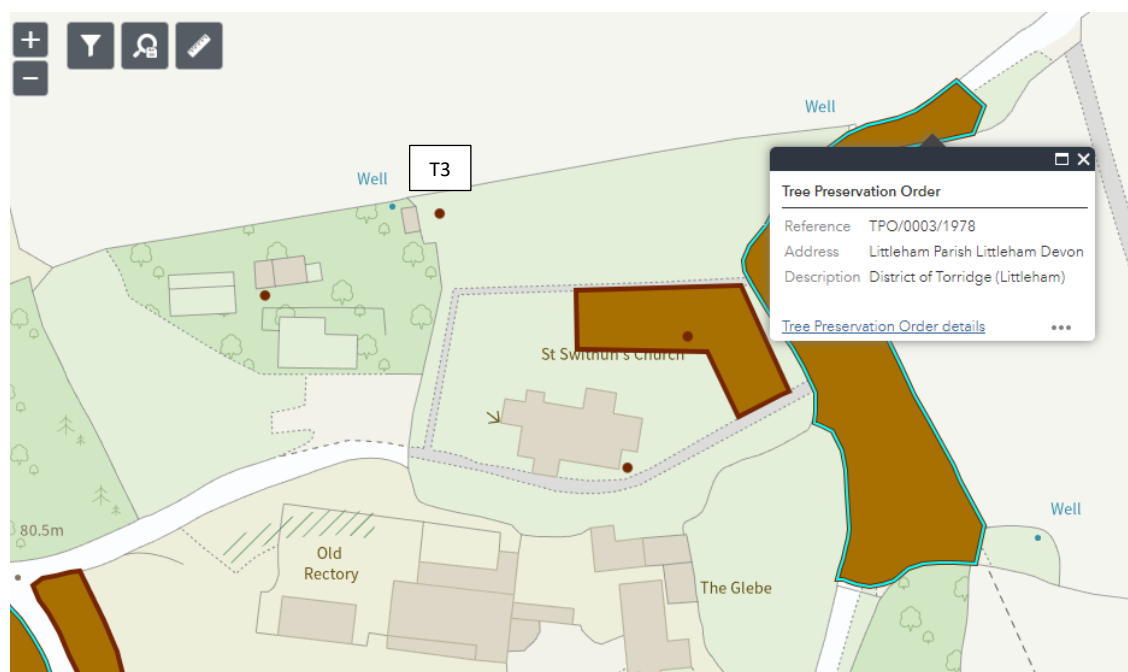 +
−
Well
T3
Well
Tree Preservation Order
Reference TPO/0003/1978
Address Littleham Parish Littleham Devon
Description District of Torridge (Littleham)
Tree Preservation Order details
St Swithun's Church
80.5m
Old
Rectory
The Glebe
Well